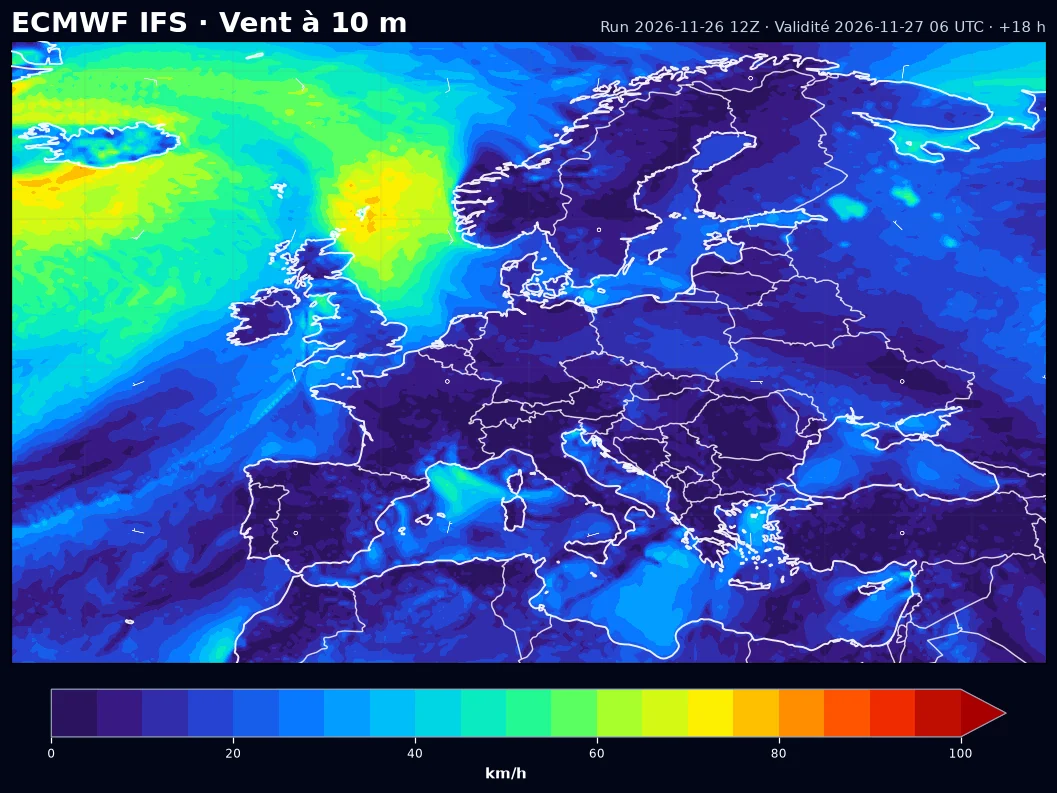 ECMWF IFS · Vent à 10 m
Run 2026-11-26 12Z · Validité 2026-11-27 06 UTC · +18 h
0 20 40 60 80 100
km/h